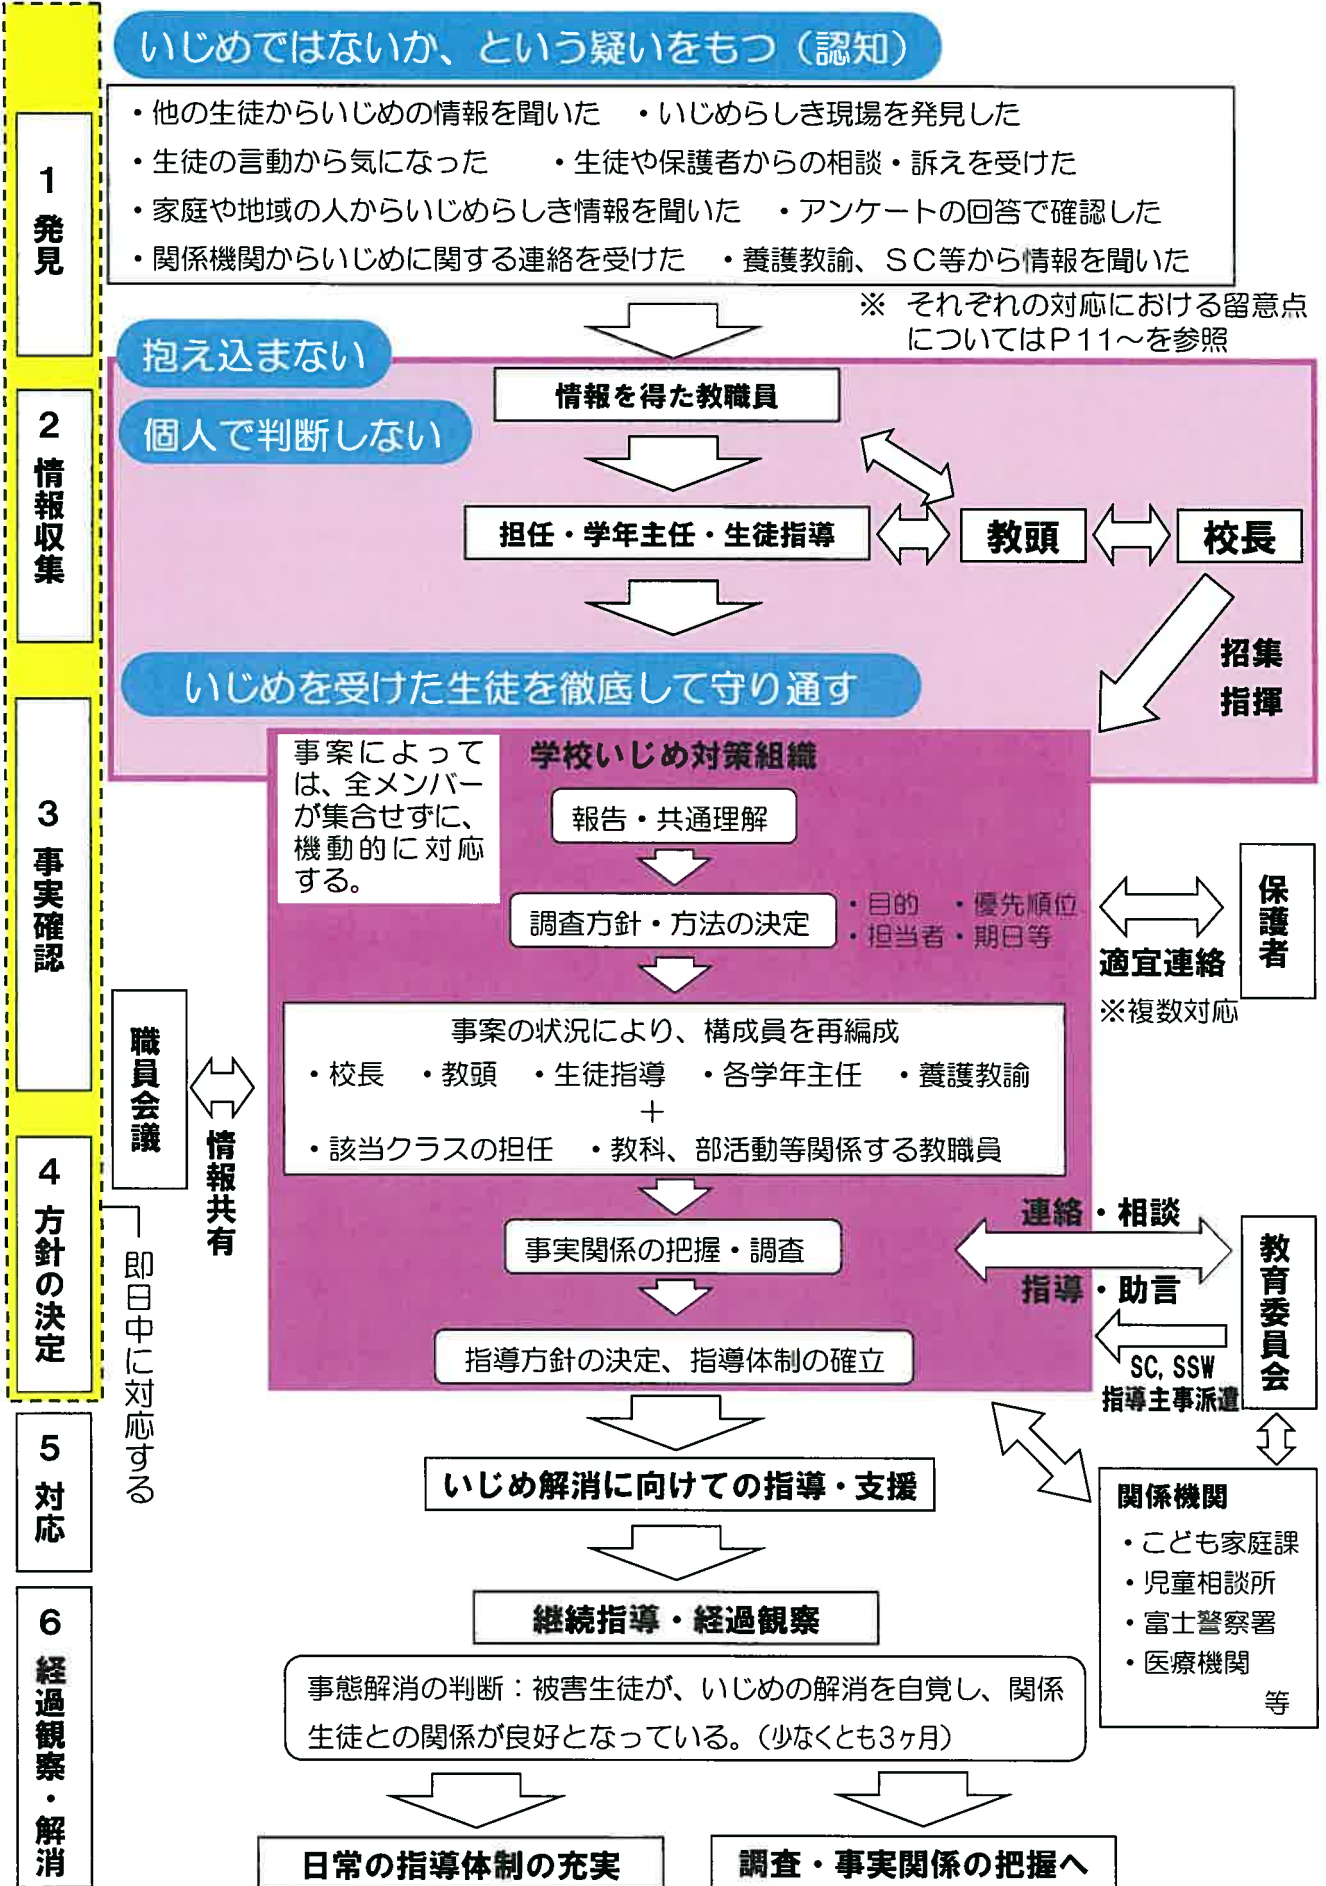 いじめではないか、という疑いをもつ（認知）
・他の生徒からいじめの情報を聞いた　・いじめらしき現場を発見した
・生徒の言動から気になった　　・生徒や保護者からの相談・訴えを受けた
・家庭や地域の人からいじめらしき情報を聞いた　・アンケートの回答で確認した
・関係機関からいじめに関する連絡を受けた　・養護教諭、ＳＣ等から情報を聞いた
※　それぞれの対応における留意点
についてはＰ11～を参照
1 発見
抱え込まない
個人で判断しない
情報を得た教職員
2 情報収集
担任・学年主任・生徒指導
教頭
校長
招集
指揮
いじめを受けた生徒を徹底して守り通す
事案によって
は、全メンバー
が集合せずに、
機動的に対応
する。
学校いじめ対策組織
報告・共通理解
3 事実確認
調査方針・方法の決定
・目的　・優先順位
・担当者・期日等
保護者
適宜連絡
※複数対応
職員会議
情報共有
事案の状況により、構成員を再編成
・校長　・教頭　・生徒指導　・各学年主任　・養護教諭
＋
・該当クラスの担任　・教科、部活動等関係する教職員
4 方針の決定
即日中に対応する
事実関係の把握・調査
連絡・相談
指導・助言
教育委員会
SC, SSW
指導主事派遣
指導方針の決定、指導体制の確立
5 対応
いじめ解消に向けての指導・支援
関係機関
・こども家庭課
・児童相談所
・富士警察署
・医療機関
等
6 経過観察・解消
継続指導・経過観察
事態解消の判断：被害生徒が、いじめの解消を自覚し、関係
生徒との関係が良好となっている。（少なくとも3ヶ月）
日常の指導体制の充実
調査・事実関係の把握へ